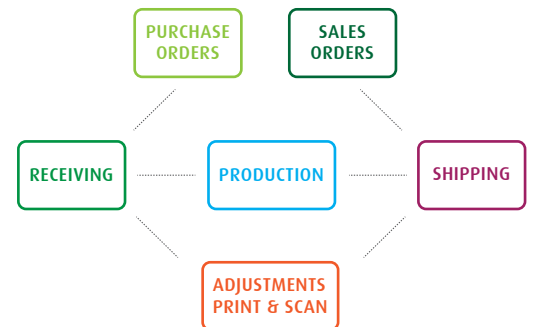 PURCHASE
ORDERS
SALES
ORDERS
RECEIVING
PRODUCTION
SHIPPING
ADJUSTMENTS
PRINT & SCAN